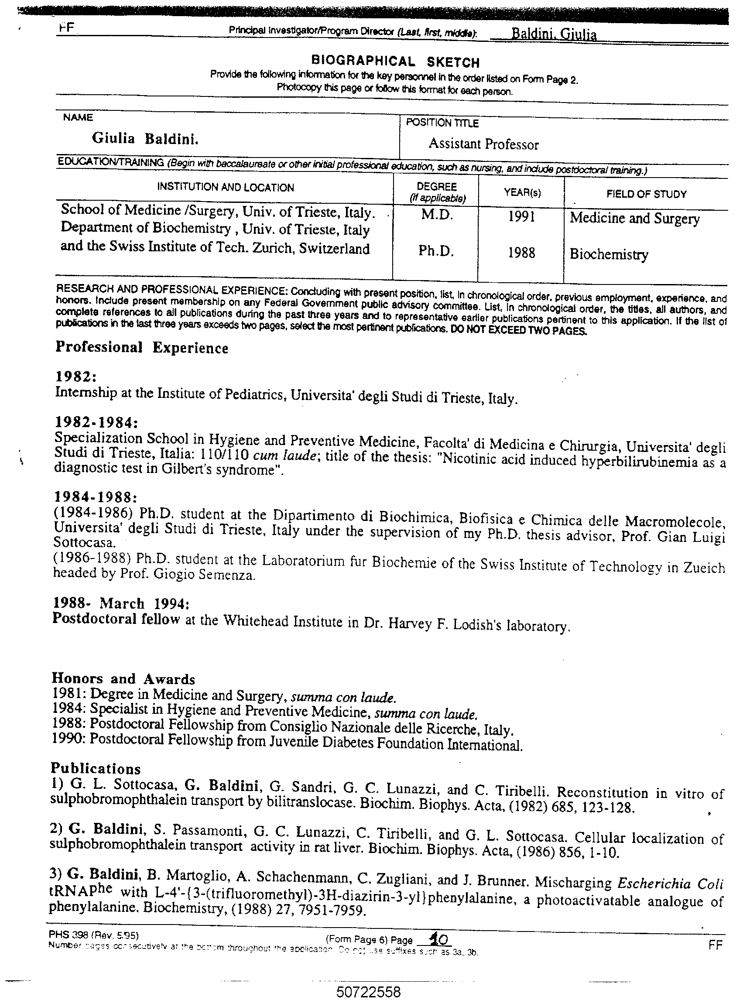 FF
Principal Investigator/Program Director (Last, first, middle): Baldini, Giulia
BIOGRAPHICAL SKETCH
Provide the following information for the key personnel in the order listed on Form Page 2.
Photocopy this page or follow this format for each person.
NAME
Giulia Baldini.
POSITION TITLE
Assistant Professor
EDUCATION/TRAINING (Begin with baccalaureate or other initial professional education, such as nursing, and include postdoctoral training.)
INSTITUTION AND LOCATION
DEGREE
(if applicable)
YEAR(s)
FIELD OF STUDY
School of Medicine /Surgery, Univ. of Trieste, Italy. M.D. 1991 Medicine and Surgery
Department of Biochemistry , Univ. of Trieste, Italy
and the Swiss Institute of Tech. Zurich, Switzerland Ph.D. 1988 Biochemistry
RESEARCH AND PROFESSIONAL EXPERIENCE: Concluding with present position, list, in chronological order, previous employment, experience, and
honors. Include present membership on any Federal Government public advisory committee. List, in chronological order, the titles, all authors, and
complete references to all publications during the past three years and to representative earlier publications pertinent to this application. If the list of
publications in the last three years exceeds two pages, select the most pertinent publications. DO NOT EXCEED TWO PAGES.
Professional Experience
1982:
Internship at the Institute of Pediatrics, Universita' degli Studi di Trieste, Italy.
1982-1984:
Specialization School in Hygiene and Preventive Medicine, Facolta' di Medicina e Chirurgia, Universita' degli
Studi di Trieste, Italia: 110/110 cum laude; title of the thesis: "Nicotinic acid induced hyperbilirubinemia as a
diagnostic test in Gilbert's syndrome".
1984-1988:
(1984-1986) Ph.D. student at the Dipartimento di Biochimica, Biofisica e Chimica delle Macromolecole,
Universita' degli Studi di Trieste, Italy under the supervision of my Ph.D. thesis advisor, Prof. Gian Luigi
Sottocasa.
(1986-1988) Ph.D. student at the Laboratorium fur Biochemie of the Swiss Institute of Technology in Zueich
headed by Prof. Giogio Semenza.
1988- March 1994:
Postdoctoral fellow at the Whitehead Institute in Dr. Harvey F. Lodish's laboratory.
Honors and Awards
1981: Degree in Medicine and Surgery, summa con laude.
1984: Specialist in Hygiene and Preventive Medicine, summa con laude.
1988: Postdoctoral Fellowship from Consiglio Nazionale delle Ricerche, Italy.
1990: Postdoctoral Fellowship from Juvenile Diabetes Foundation International.
Publications
1) G. L. Sottocasa, G. Baldini, G. Sandri, G. C. Lunazzi, and C. Tiribelli. Reconstitution in vitro of
sulphobromophthalein transport by bilitranslocase. Biochim. Biophys. Acta, (1982) 685, 123-128.
2) G. Baldini, S. Passamonti, G. C. Lunazzi, C. Tiribelli, and G. L. Sottocasa. Cellular localization of
sulphobromophthalein transport activity in rat liver. Biochim. Biophys. Acta, (1986) 856, 1-10.
3) G. Baldini, B. Martoglio, A. Schachenmann, C. Zugliani, and J. Brunner. Mischarging Escherichia Coli
tRNAPhe with L-4'-{3-(trifluoromethyl)-3H-diazirin-3-yl}phenylalanine, a photoactivatable analogue of
phenylalanine. Biochemistry, (1988) 27, 7951-7959.
PHS 398 (Rev. 5/95) (Form Page 6) Page 40 FF
Number pages consecutively at the bottom throughout the application. Do not use suffixes such as 3a, 3b.
50722558